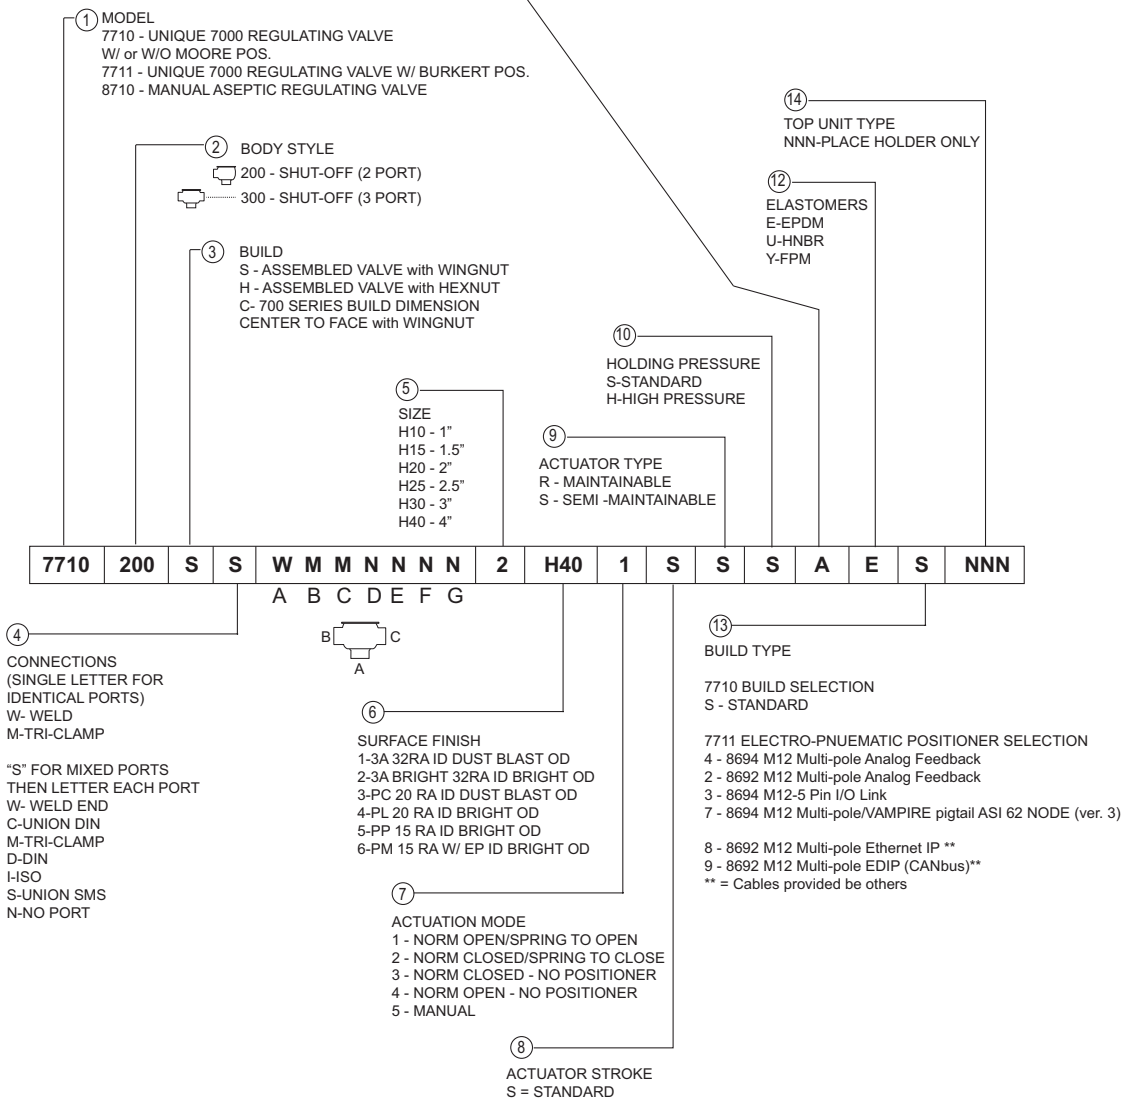 1 MODEL
7710 - UNIQUE 7000 REGULATING VALVE
W/ or W/O MOORE POS.
7711 - UNIQUE 7000 REGULATING VALVE W/ BURKERT POS.
8710 - MANUAL ASEPTIC REGULATING VALVE
2 BODY STYLE
200 - SHUT-OFF (2 PORT)
300 - SHUT-OFF (3 PORT)
3 BUILD
S - ASSEMBLED VALVE with WINGNUT
H - ASSEMBLED VALVE with HEXNUT
C- 700 SERIES BUILD DIMENSION
CENTER TO FACE with WINGNUT
14
TOP UNIT TYPE
NNN-PLACE HOLDER ONLY
12
ELASTOMERS
E-EPDM
U-HNBR
Y-FPM
10
HOLDING PRESSURE
S-STANDARD
H-HIGH PRESSURE
5
SIZE
H10 - 1”
H15 - 1.5”
H20 - 2”
H25 - 2.5”
H30 - 3”
H40 - 4”
9
ACTUATOR TYPE
R - MAINTAINABLE
S - SEMI -MAINTAINABLE
7710 200 S S W M M N N N N 2 H40 1 S S S A E S NNN
A B C D E F G
B C
A
4
CONNECTIONS
(SINGLE LETTER FOR
IDENTICAL PORTS)
W- WELD
M-TRI-CLAMP
“S” FOR MIXED PORTS
THEN LETTER EACH PORT
W- WELD END
C-UNION DIN
M-TRI-CLAMP
D-DIN
I-ISO
S-UNION SMS
N-NO PORT
6
SURFACE FINISH
1-3A 32RA ID DUST BLAST OD
2-3A BRIGHT 32RA ID BRIGHT OD
3-PC 20 RA ID DUST BLAST OD
4-PL 20 RA ID BRIGHT OD
5-PP 15 RA ID BRIGHT OD
6-PM 15 RA W/ EP ID BRIGHT OD
7
ACTUATION MODE
1 - NORM OPEN/SPRING TO OPEN
2 - NORM CLOSED/SPRING TO CLOSE
3 - NORM CLOSED - NO POSITIONER
4 - NORM OPEN - NO POSITIONER
5 - MANUAL
8
ACTUATOR STROKE
S = STANDARD
13
BUILD TYPE
7710 BUILD SELECTION
S - STANDARD
7711 ELECTRO-PNUEMATIC POSITIONER SELECTION
4 - 8694 M12 Multi-pole Analog Feedback
2 - 8692 M12 Multi-pole Analog Feedback
3 - 8694 M12-5 Pin I/O Link
7 - 8694 M12 Multi-pole/VAMPIRE pigtail ASI 62 NODE (ver. 3)
8 - 8692 M12 Multi-pole Ethernet IP **
9 - 8692 M12 Multi-pole EDIP (CANbus)**
** = Cables provided be others